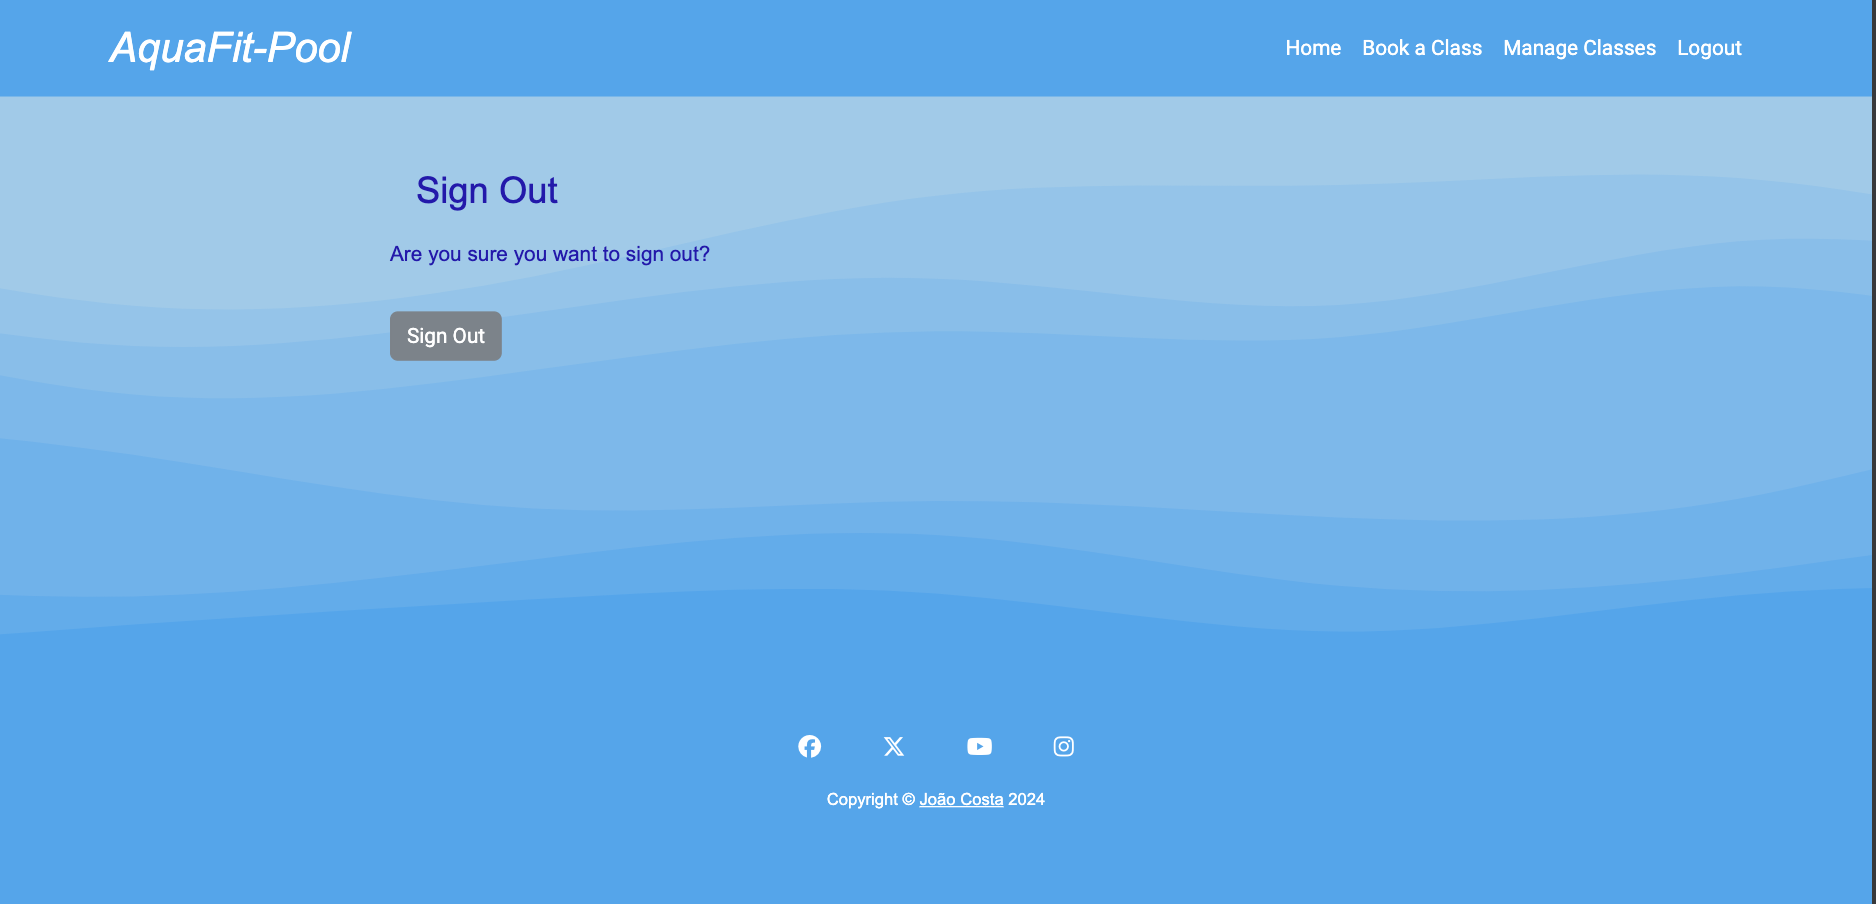 AquaFit-Pool
Home Book a Class Manage Classes Logout
Sign Out
Are you sure you want to sign out?
Sign Out
Copyright © João Costa 2024